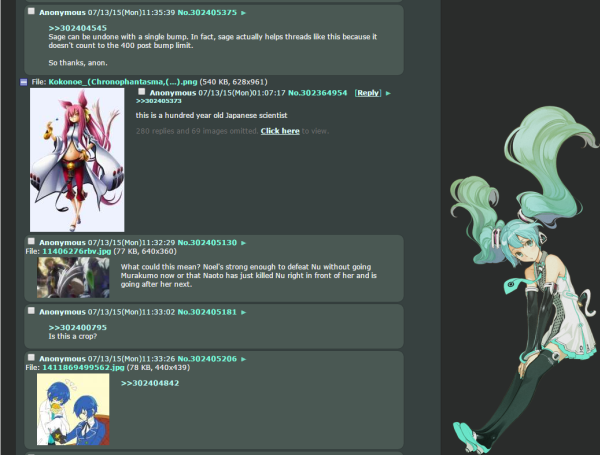 Anonymous 07/13/15(Mon)11:35:39 No.302405375 ►
>>302404545
Sage can be undone with a single bump. In fact, sage actually helps threads like this because it
doesn't count to the 400 post bump limit.
So thanks, anon.
File: Kokonoe_(Chronophantasma,(...).png (540 KB, 628x961)
Anonymous 07/13/15(Mon)01:07:17 No.302364954 [Reply] ►
>>302405373
this is a hundred year old Japanese scientist
280 replies and 69 images omitted. Click here to view.
Anonymous 07/13/15(Mon)11:32:29 No.302405130 ►
File: 11406226rbv.jpg (77 KB, 640x360)
What could this mean? Noel's strong enough to defeat Nu without going
Murakumo now or that Naoto has just killed Nu right in front of her and is
going after her next.
Anonymous 07/13/15(Mon)11:33:02 No.302405181 ►
>>302400795
Is this a crop?
Anonymous 07/13/15(Mon)11:33:26 No.302405206 ►
File: 1411869499562.jpg (78 KB, 440x439)
>>302404842